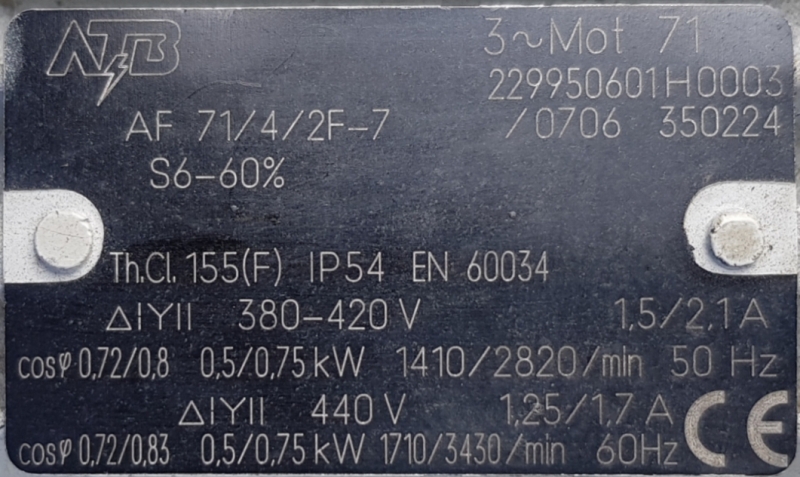 ATB
3~Mot 71
229950601H0003
AF 71/4/2F-7
/0706 350224
S6-60%
Th.Cl. 155(F) IP54 EN 60034
△IYII 380-420 V 1,5/2,1 A
cosφ 0,72/0,8 0,5/0,75 kW 1410/2820/min 50 Hz
△IYII 440 V 1,25/1,7 A
cosφ 0,72/0,83 0,5/0,75 kW 1710/3430/min 60Hz
CE